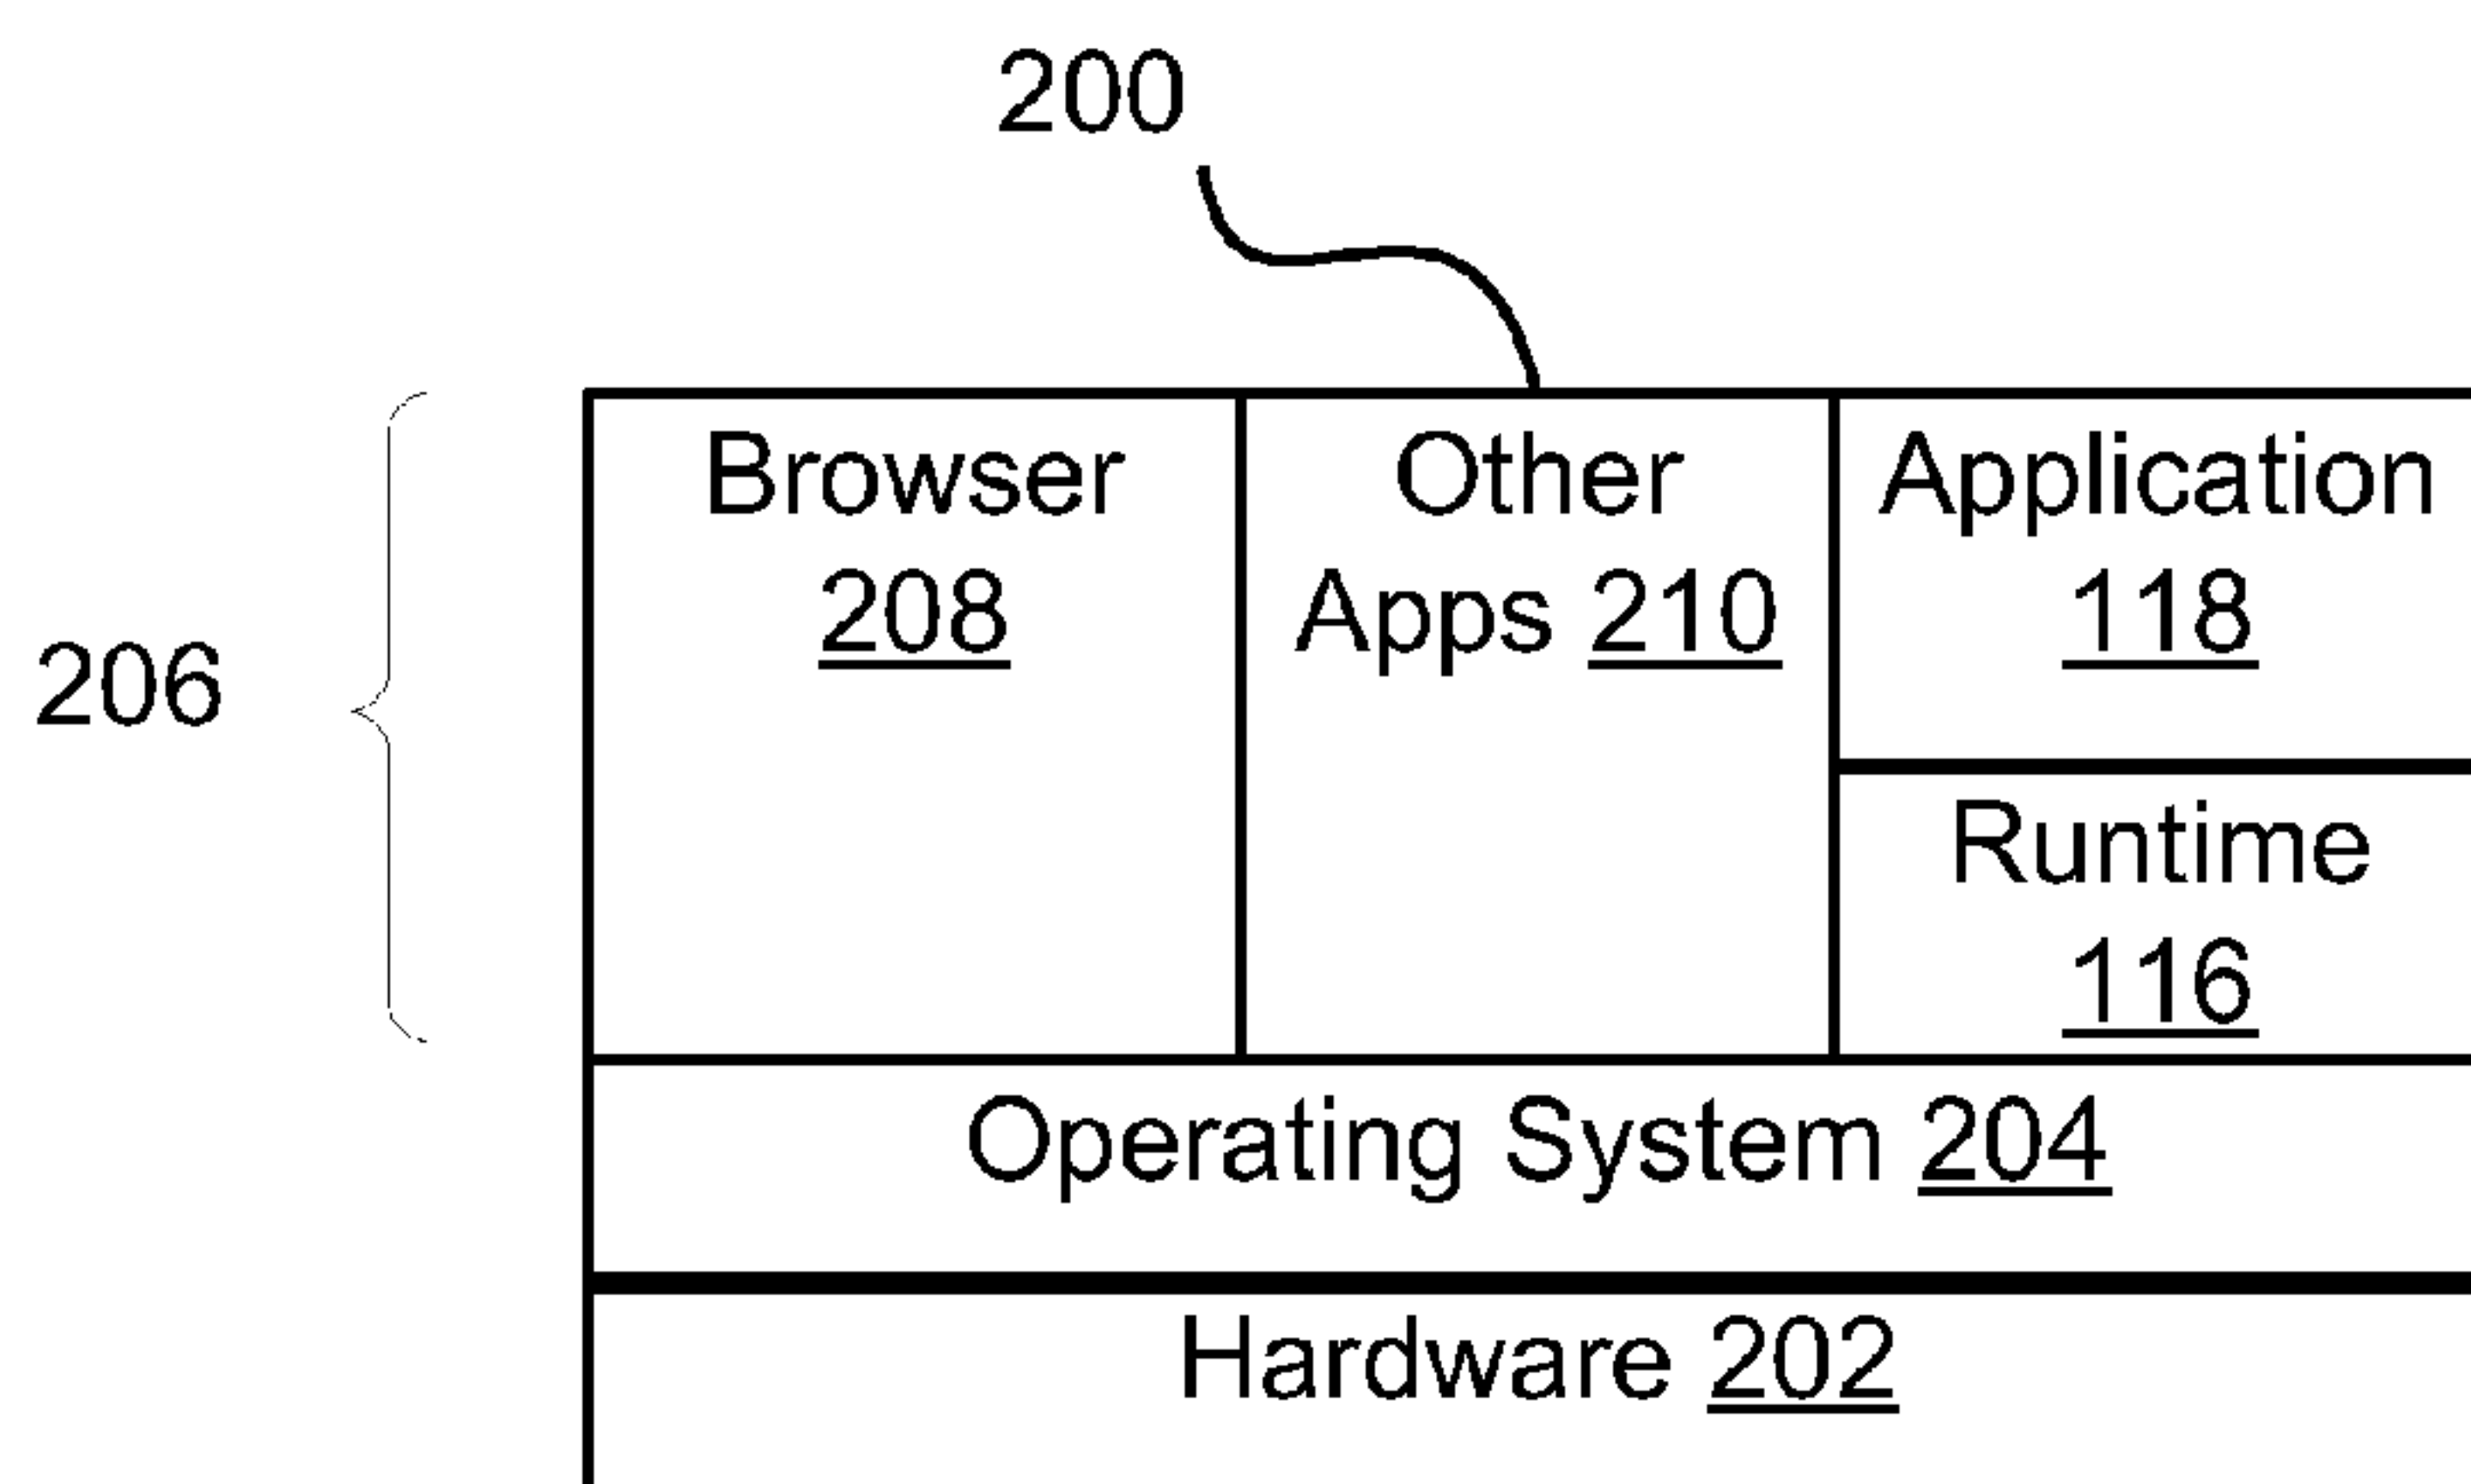 200
206
Browser
208
Other
Apps 210
Application
118
Runtime
116
Operating System 204
Hardware 202